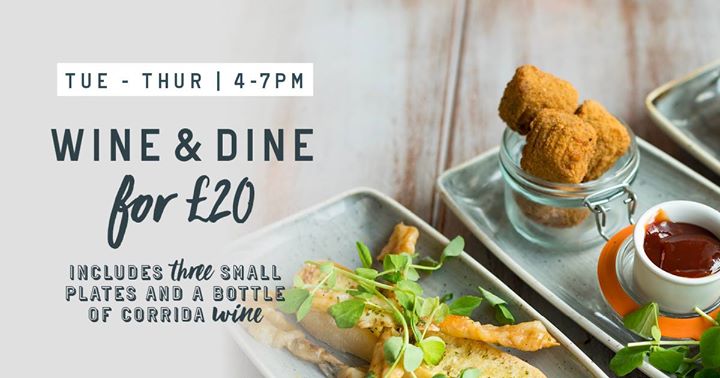 TUE - THUR | 4-7PM
WINE & DINE
for £20
INCLUDES three SMALL
PLATES AND A BOTTLE
OF CORRIDA wine